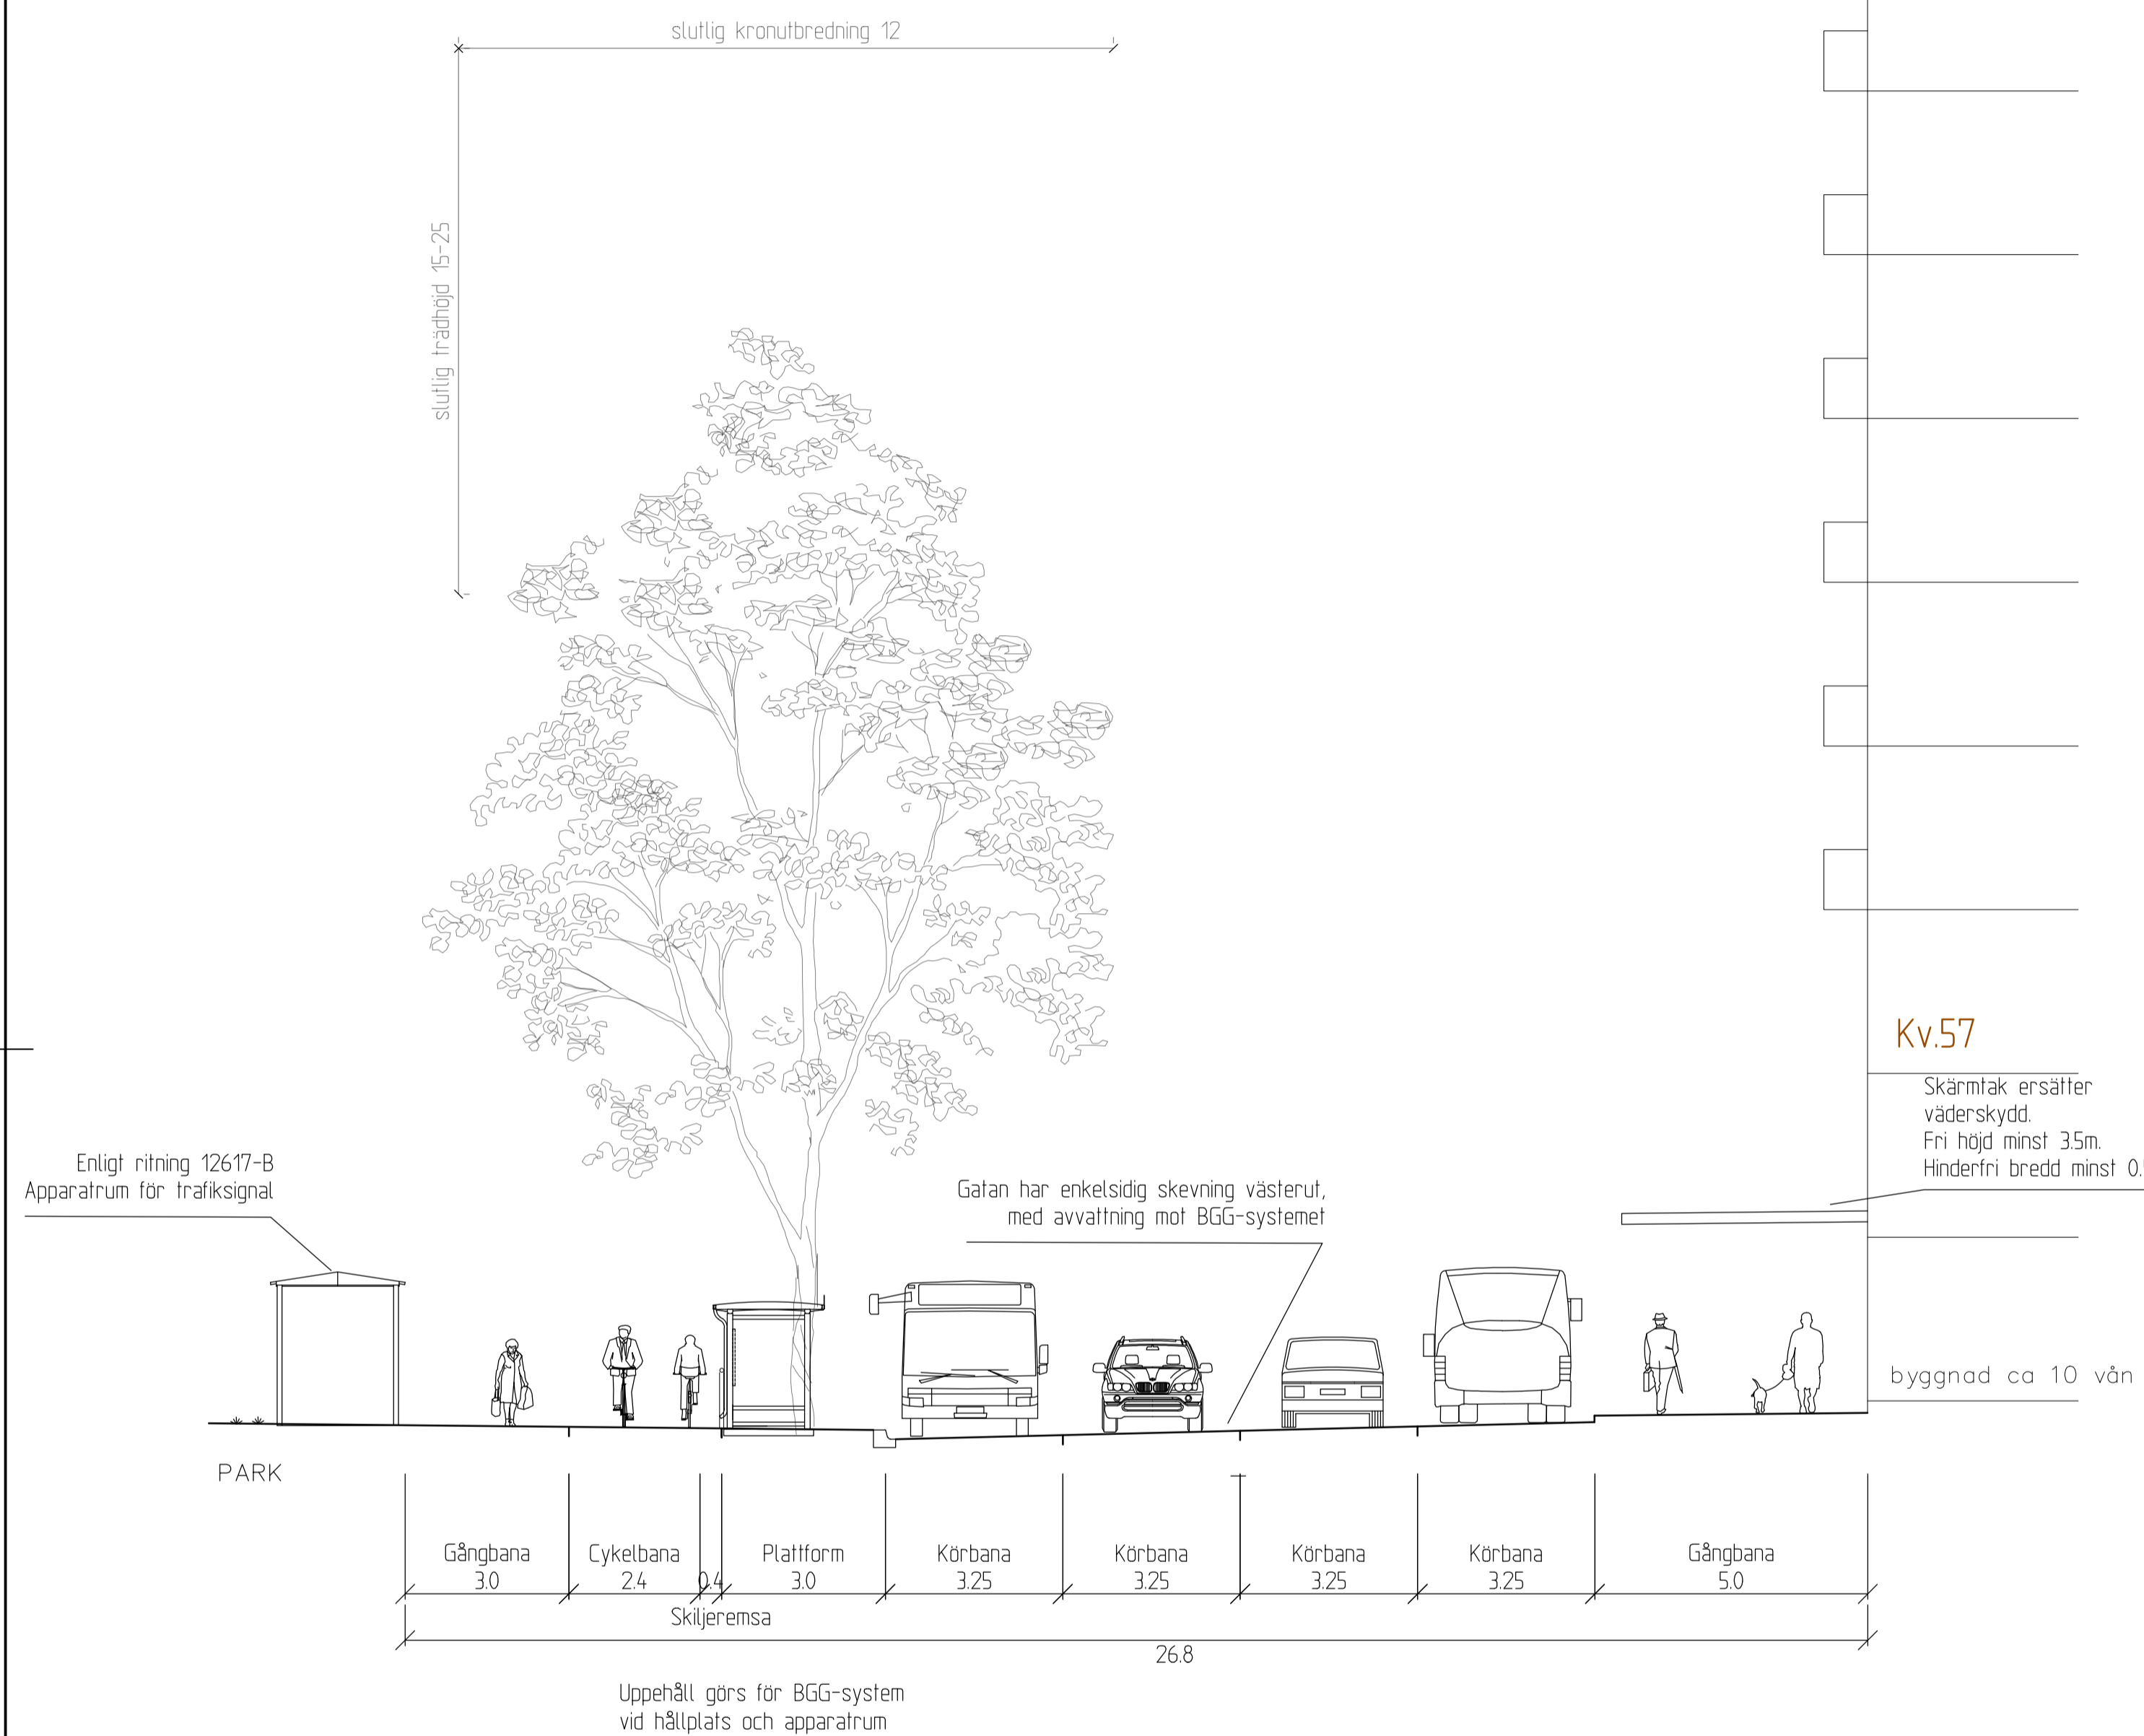 slutlig kronutbredning 12
slutlig trädhöjd 15-25
Kv.57
Skärmtak ersätter
väderskydd.
Fri höjd minst 3.5m.
Hinderfri bredd minst
Enligt ritning 12617-B
Apparatrum för trafiksignal
Gatan har enkelsidig skevning västerut,
med avvattning mot BGG-systemet
byggnad ca 10 vån
PARK
Gångbana Cykelbana Plattform Körbana Körbana Körbana Körbana Gångbana
3.0 2.4 0.4 3.0 3.25 3.25 3.25 3.25 5.0
Skiljeremsa
26.8
Uppehåll görs för BGG-system
vid hållplats och apparatrum